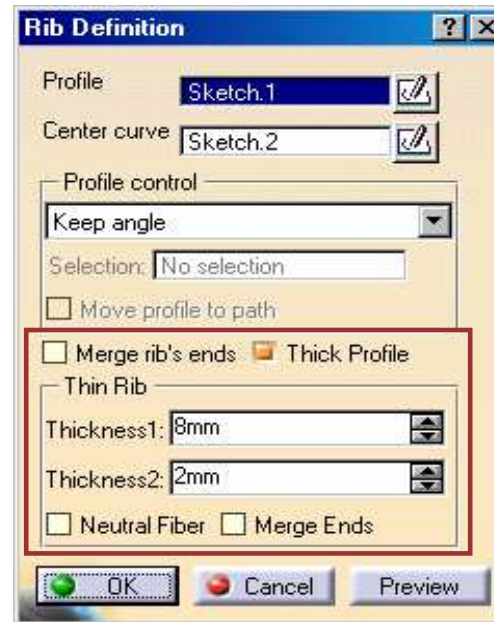 Rib Definition ? X
Profile Sketch.1
Center curve Sketch.2
Profile control
Keep angle
Selection: No selection
Move profile to path
Merge rib's ends Thick Profile
Thin Rib
Thickness1: 8mm
Thickness2: 2mm
Neutral Fiber Merge Ends
OK Cancel Preview